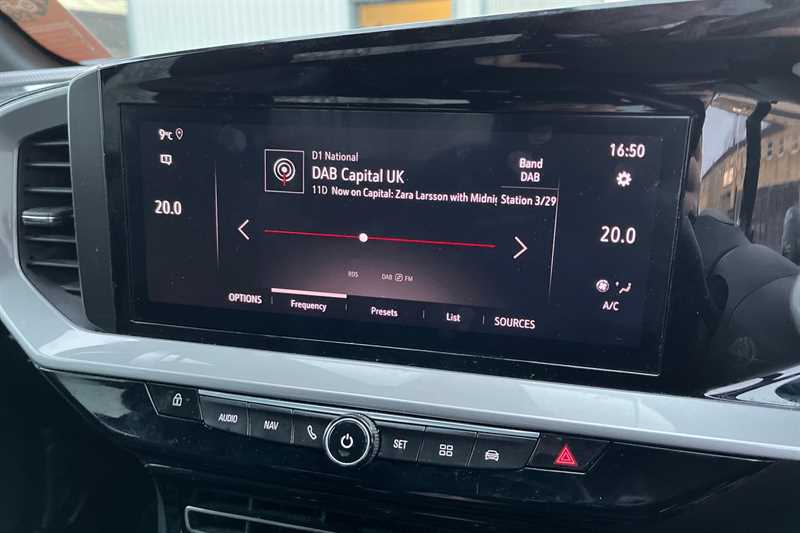 9°C
16:50
D1 National
DAB Capital UK
11D Now on Capital: Zara Larsson with Midnig
Band
DAB
Station 3/29
20.0
20.0
RDS
DAB
FM
A/C
OPTIONS
Frequency
Presets
List
SOURCES
AUDIO
NAV
SET